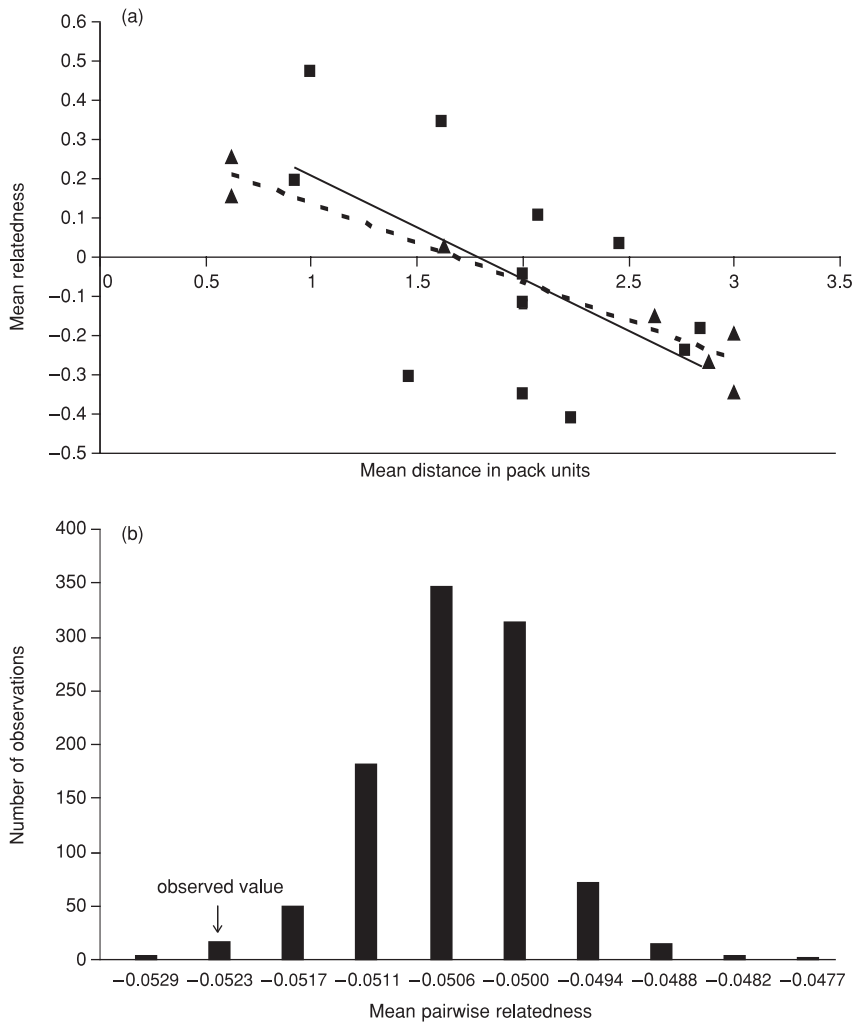 (a)
0.6
0.5
0.4
0.3
0.2
0.1
0
−0.1
−0.2
−0.3
−0.4
−0.5
Mean relatedness
0 0.5 1 1.5 2 2.5 3 3.5
Mean distance in pack units
(b)
400
350
300
250
200
150
100
50
0
Number of observations
observed value
−0.0529 −0.0523 −0.0517 −0.0511 −0.0506 −0.0500 −0.0494 −0.0488 −0.0482 −0.0477
Mean pairwise relatedness